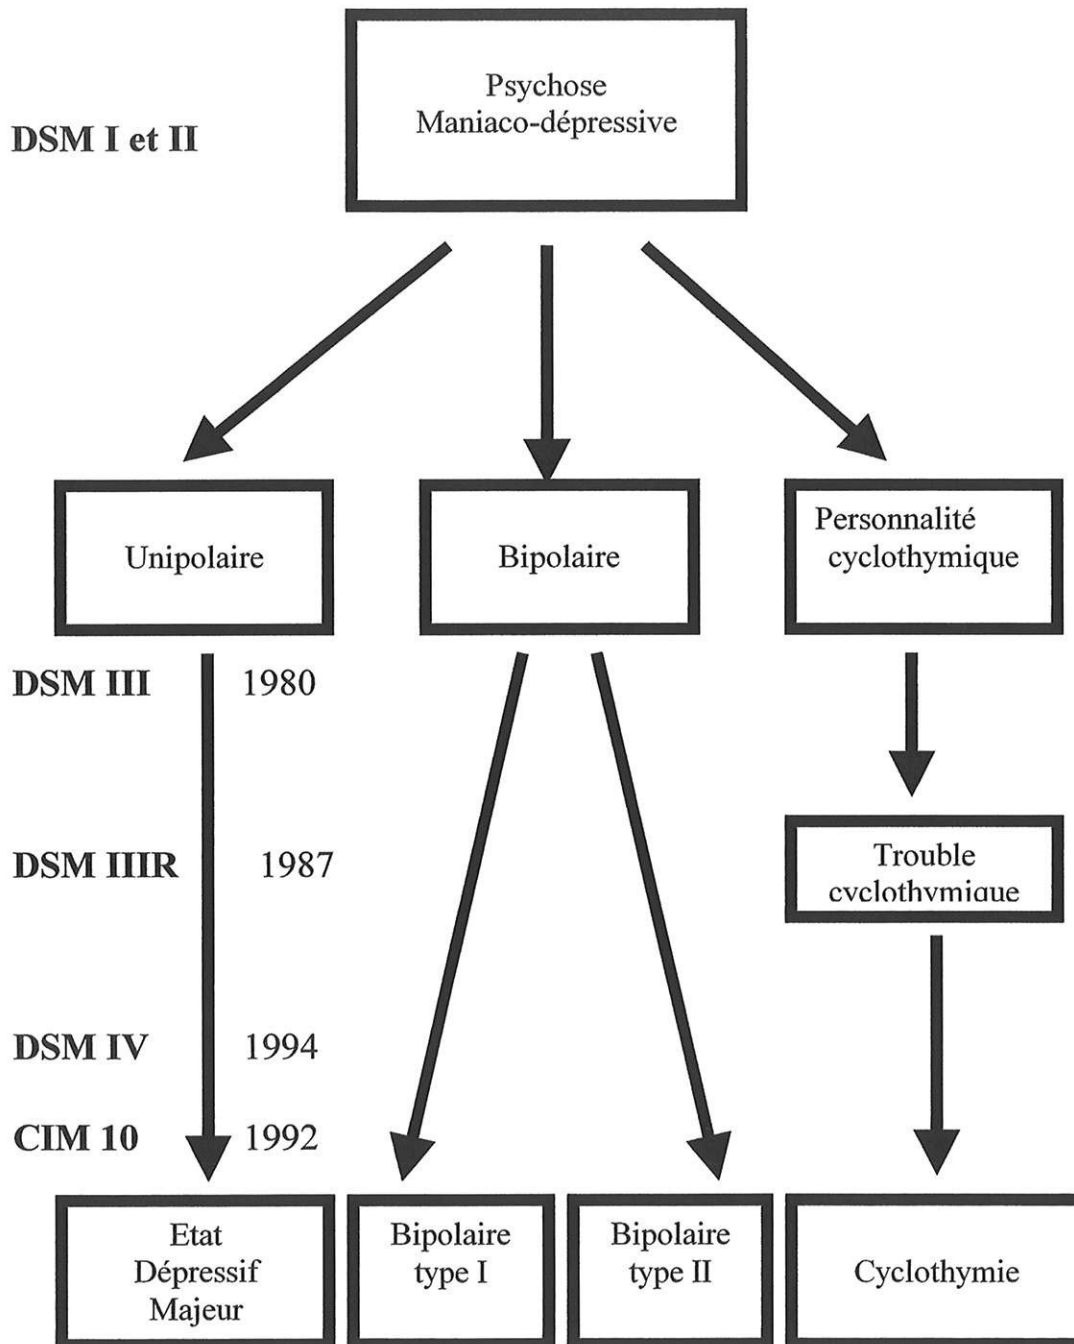 Psychose
Maniaco-dépressive
DSM I et II
Unipolaire
Bipolaire
Personnalité
cyclothymique
DSM III 1980
DSM IIIR 1987
Trouble
cyclothymique
DSM IV 1994
CIM 10 1992
Etat
Dépressif
Majeur
Bipolaire
type I
Bipolaire
type II
Cyclothymie